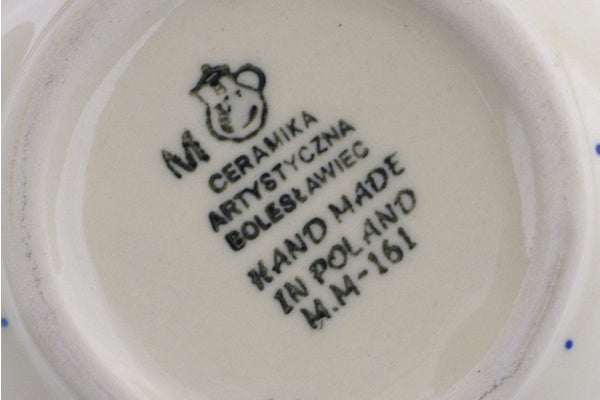 M
CERAMIKA
ARTYSTYCZNA
BOLESŁAWIEC
HAND MADE
IN POLAND
M.M-161